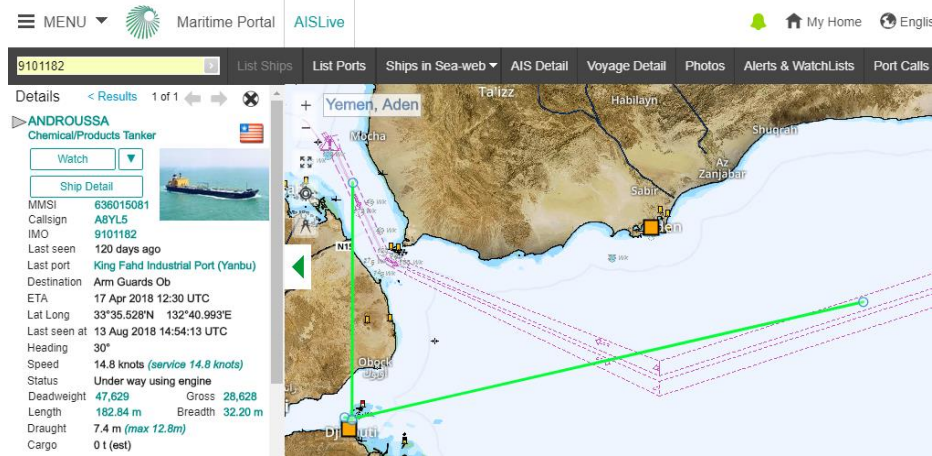 MENU Maritime Portal AISLive My Home Englis
9101182 List Ships List Ports Ships in Sea-web AIS Detail Voyage Detail Photos Alerts & WatchLists Port Calls
Details < Results 1 of 1
ANDROUSSA
Chemical/Products Tanker
Watch
Ship Detail
MMSI 636015081
Callsign A8YL5
IMO 9101182
Last seen 120 days ago
Last port King Fahd Industrial Port (Yanbu)
Destination Arm Guards Ob
ETA 17 Apr 2018 12:30 UTC
Lat Long 33°35.528'N 132°40.993'E
Last seen at 13 Aug 2018 14:54:13 UTC
Heading 30°
Speed 14.8 knots (service 14.8 knots)
Status Under way using engine
Deadweight 47,629 Gross 28,628
Length 182.84 m Breadth 32.20 m
Draught 7.4 m (max 12.8m)
Cargo 0 t (est)
+ Yemen, Aden
Ta'izz
Habilayn
Mocha
Shuqrah
Az
Zanjabar
Sabir
en
Wk
N1
Obock
Dj uti